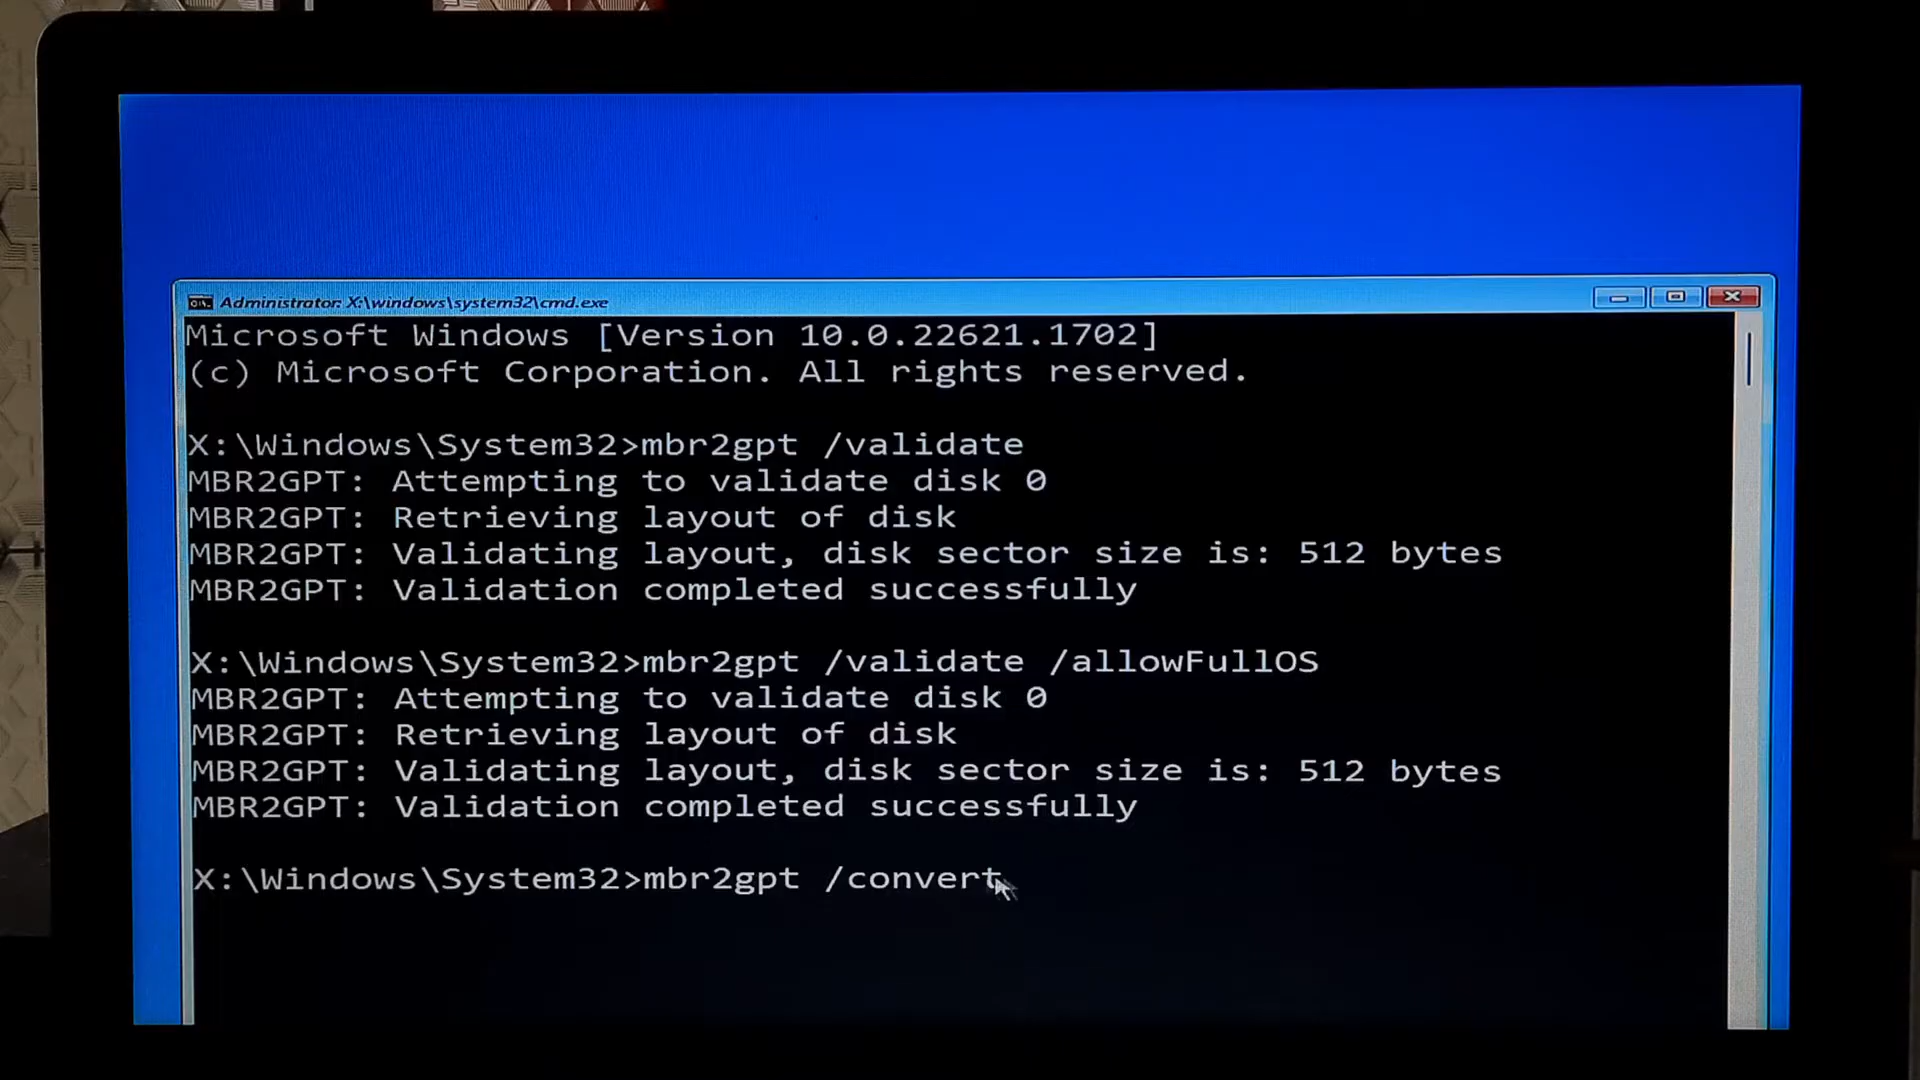 Administrator: X:\windows\system32\cmd.exe
Microsoft Windows [Version 10.0.22621.1702]
(c) Microsoft Corporation. All rights reserved.
X:\Windows\System32>mbr2gpt /validate
MBR2GPT: Attempting to validate disk 0
MBR2GPT: Retrieving layout of disk
MBR2GPT: Validating layout, disk sector size is: 512 bytes
MBR2GPT: Validation completed successfully
X:\Windows\System32>mbr2gpt /validate /allowFullOS
MBR2GPT: Attempting to validate disk 0
MBR2GPT: Retrieving layout of disk
MBR2GPT: Validating layout, disk sector size is: 512 bytes
MBR2GPT: Validation completed successfully
X:\Windows\System32>mbr2gpt /convert